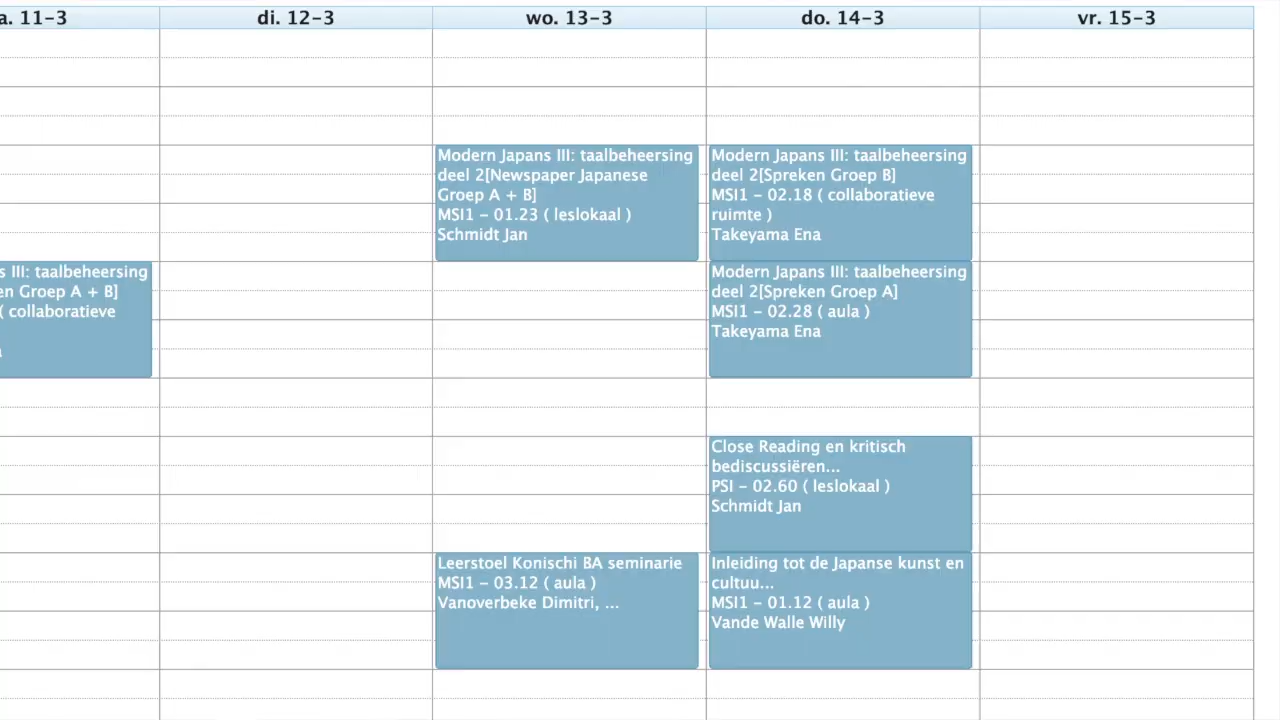 a. 11-3
di. 12-3
wo. 13-3
do. 14-3
vr. 15-3
s III: taalbeheersing
en Groep A + B]
( collaboratieve
Modern Japans III: taalbeheersing
deel 2[Newspaper Japanese
Groep A + B]
MSI1 - 01.23 ( leslokaal )
Schmidt Jan
Leerstoel Konischi BA seminarie
MSI1 - 03.12 ( aula )
Vanoverbeke Dimitri, ...
Modern Japans III: taalbeheersing
deel 2[Spreken Groep B]
MSI1 - 02.18 ( collaboratieve
ruimte )
Takeyama Ena
Modern Japans III: taalbeheersing
deel 2[Spreken Groep A]
MSI1 - 02.28 ( aula )
Takeyama Ena
Close Reading en kritisch
bediscussiëren...
PSI - 02.60 ( leslokaal )
Schmidt Jan
Inleiding tot de Japanse kunst en
cultuu...
MSI1 - 01.12 ( aula )
Vande Walle Willy